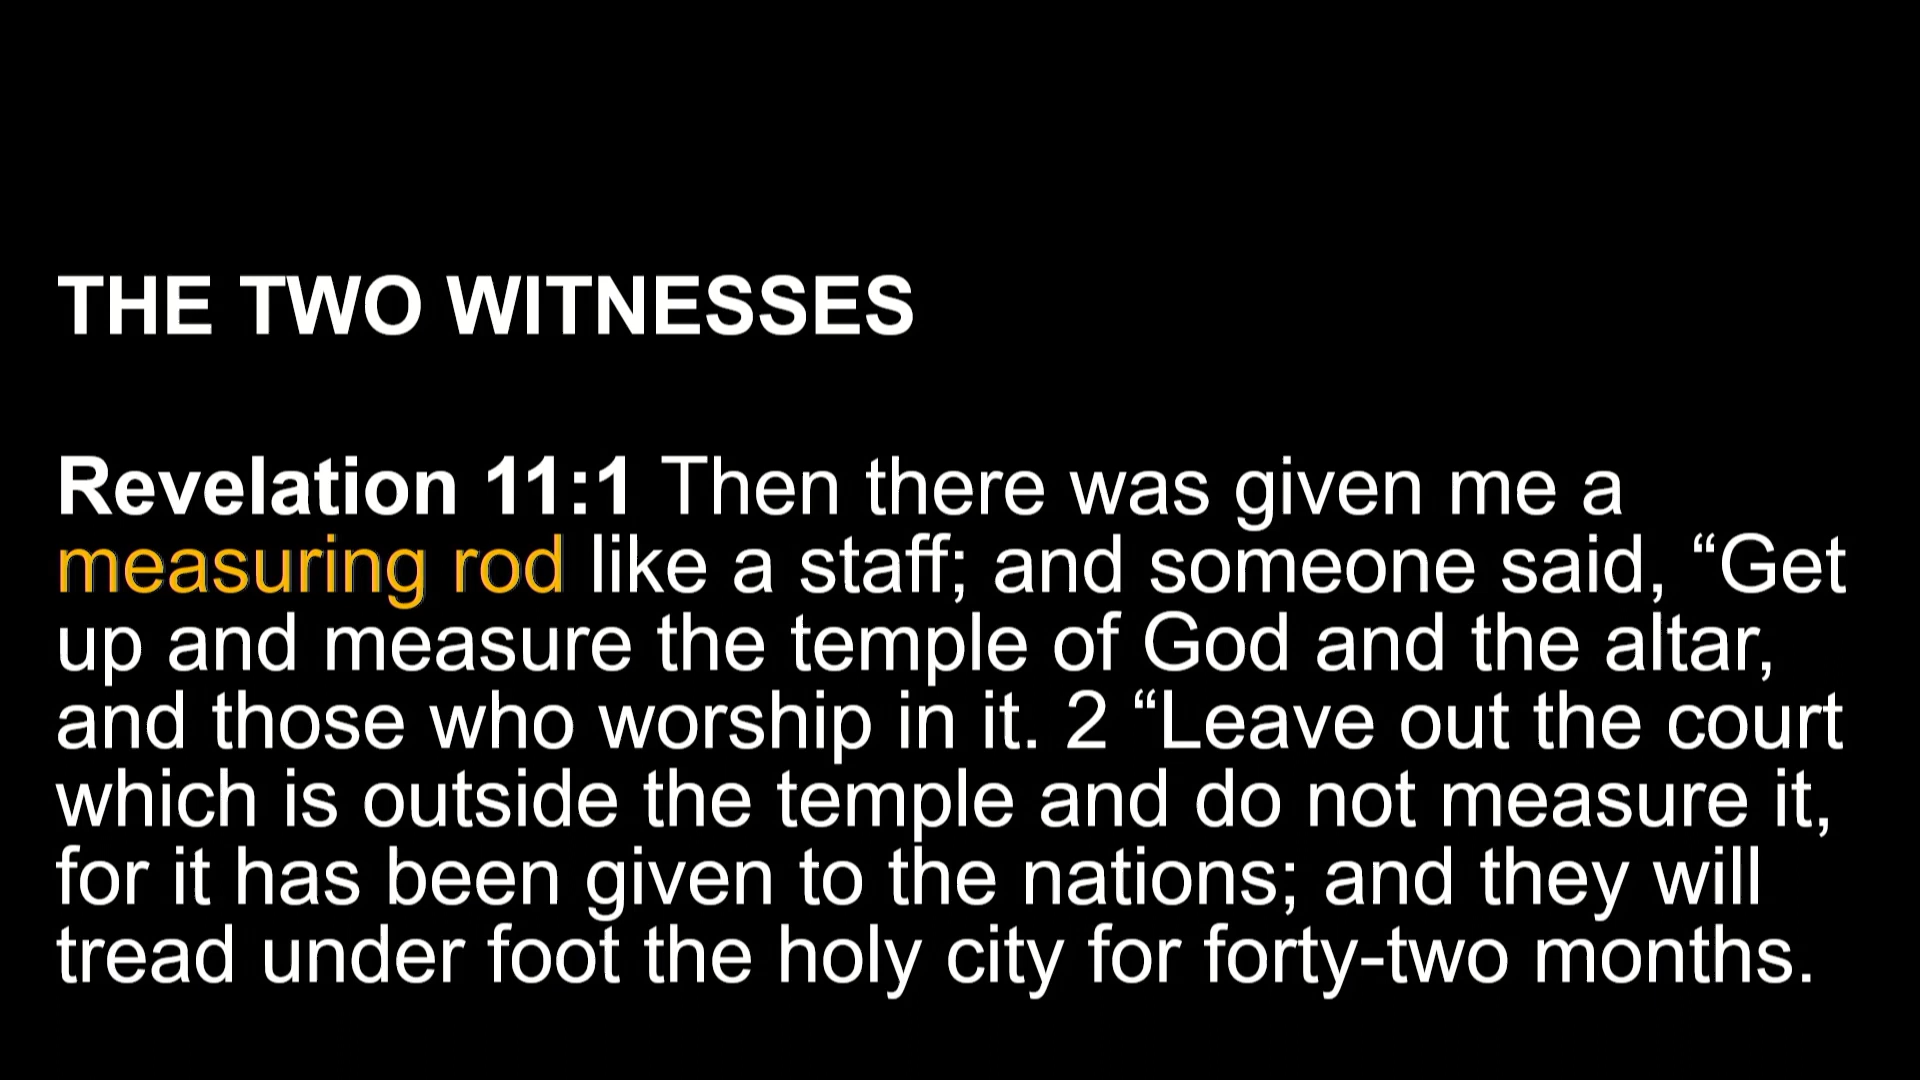 THE TWO WITNESSES
Revelation 11:1 Then there was given me a
measuring rod like a staff; and someone said, “Get
up and measure the temple of God and the altar,
and those who worship in it. 2 “Leave out the court
which is outside the temple and do not measure it,
for it has been given to the nations; and they will
tread under foot the holy city for forty-two months.